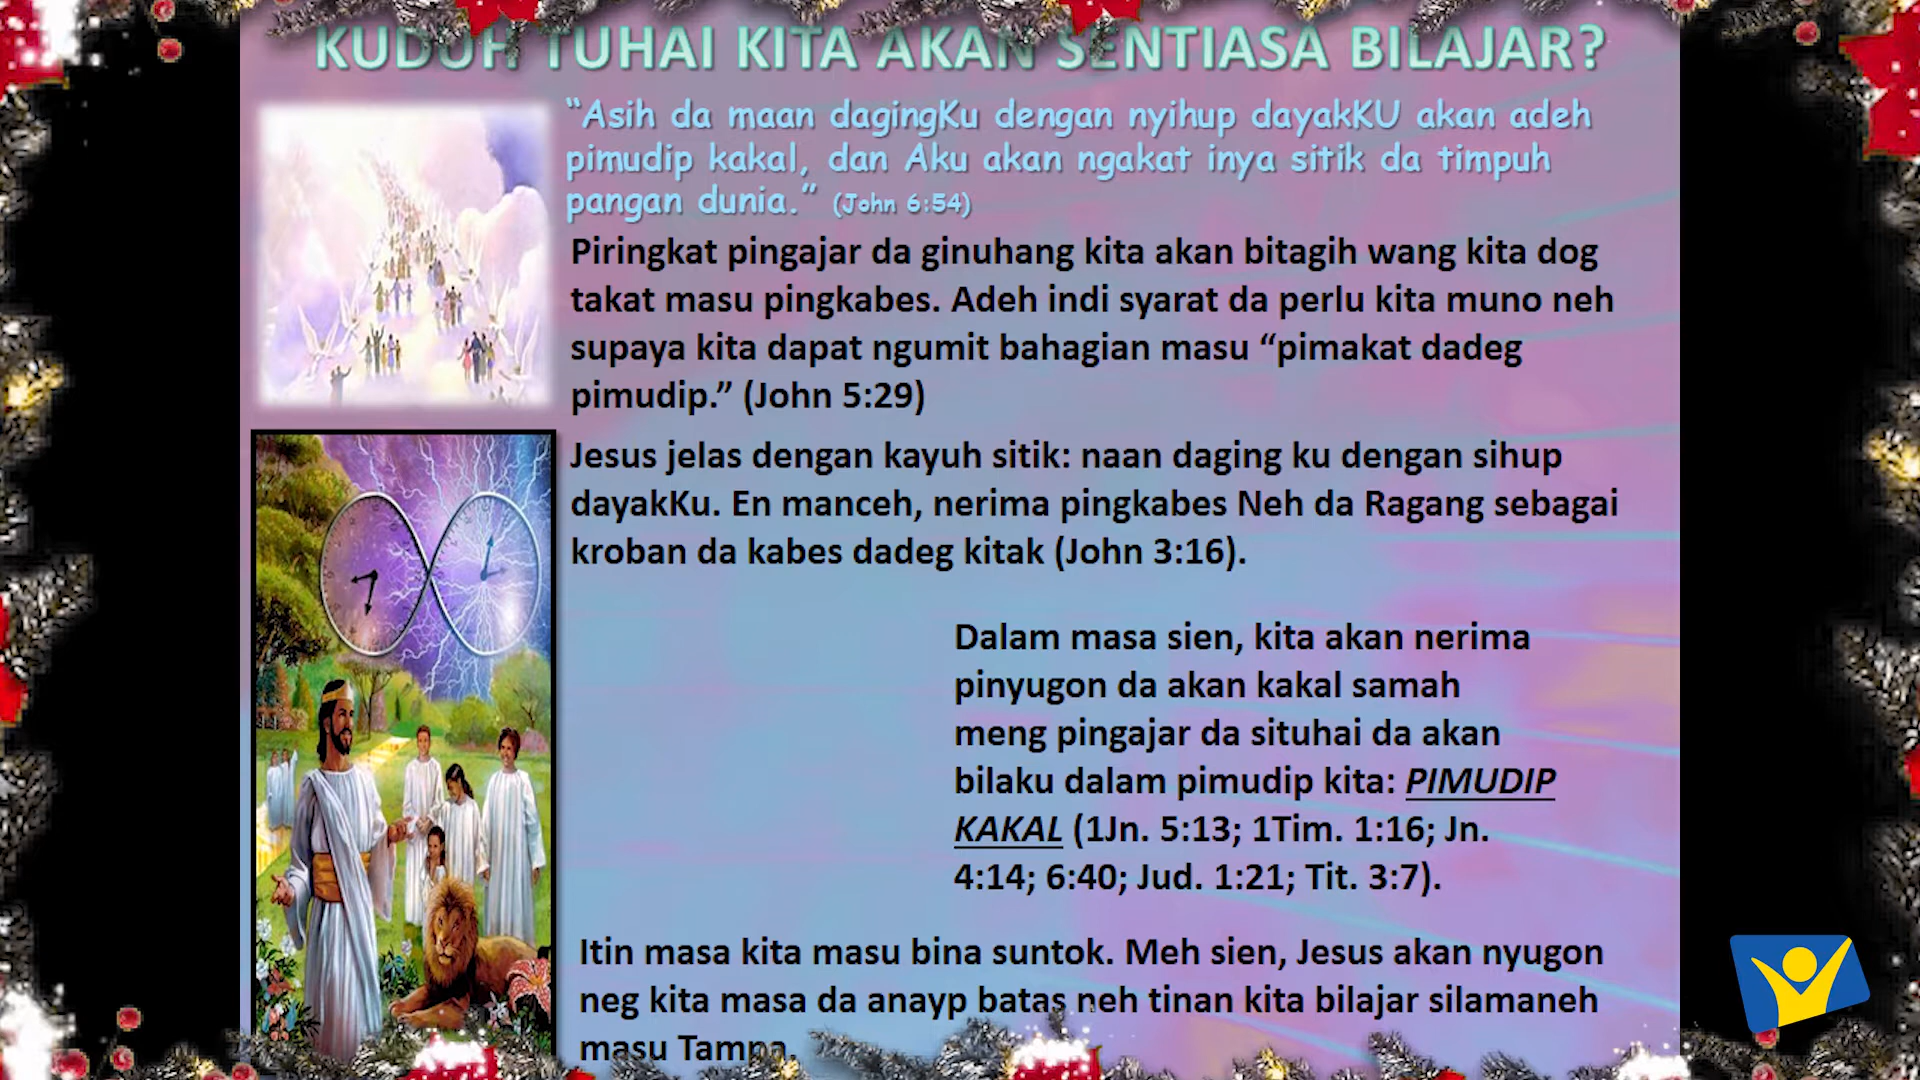 KUDUH TUHAI KITA AKAN SENTIASA BILAJAR?
“Asih da maan dagingKu dengan nyihup dayakKU akan adeh
pimudip kakal, dan Aku akan ngakat inya sitik da timpuh
pangan dunia.” (John 6:54)
Piringkat pingajar da ginuhang kita akan bitagih wang kita dog
takat masu pingkabes. Adeh indi syarat da perlu kita muno neh
supaya kita dapat ngumit bahagian masu “pimakat dadeg
pimudip.” (John 5:29)
Jesus jelas dengan kayuh sitik: naan daging ku dengan sihup
dayakKu. En manceh, nerima pingkabes Neh da Ragang sebagai
kroban da kabes dadeg kitak (John 3:16).
Dalam masa sien, kita akan nerima
pinyugon da akan kakal samah
meng pingajar da situhai da akan
bilaku dalam pimudip kita: PIMUDIP
KAKAL (1Jn. 5:13; 1Tim. 1:16; Jn.
4:14; 6:40; Jud. 1:21; Tit. 3:7).
Itin masa kita masu bina suntok. Meh sien, Jesus akan nyugon
neg kita masa da anayp batas neh tinan kita bilajar silamaneh
masu Tampa.